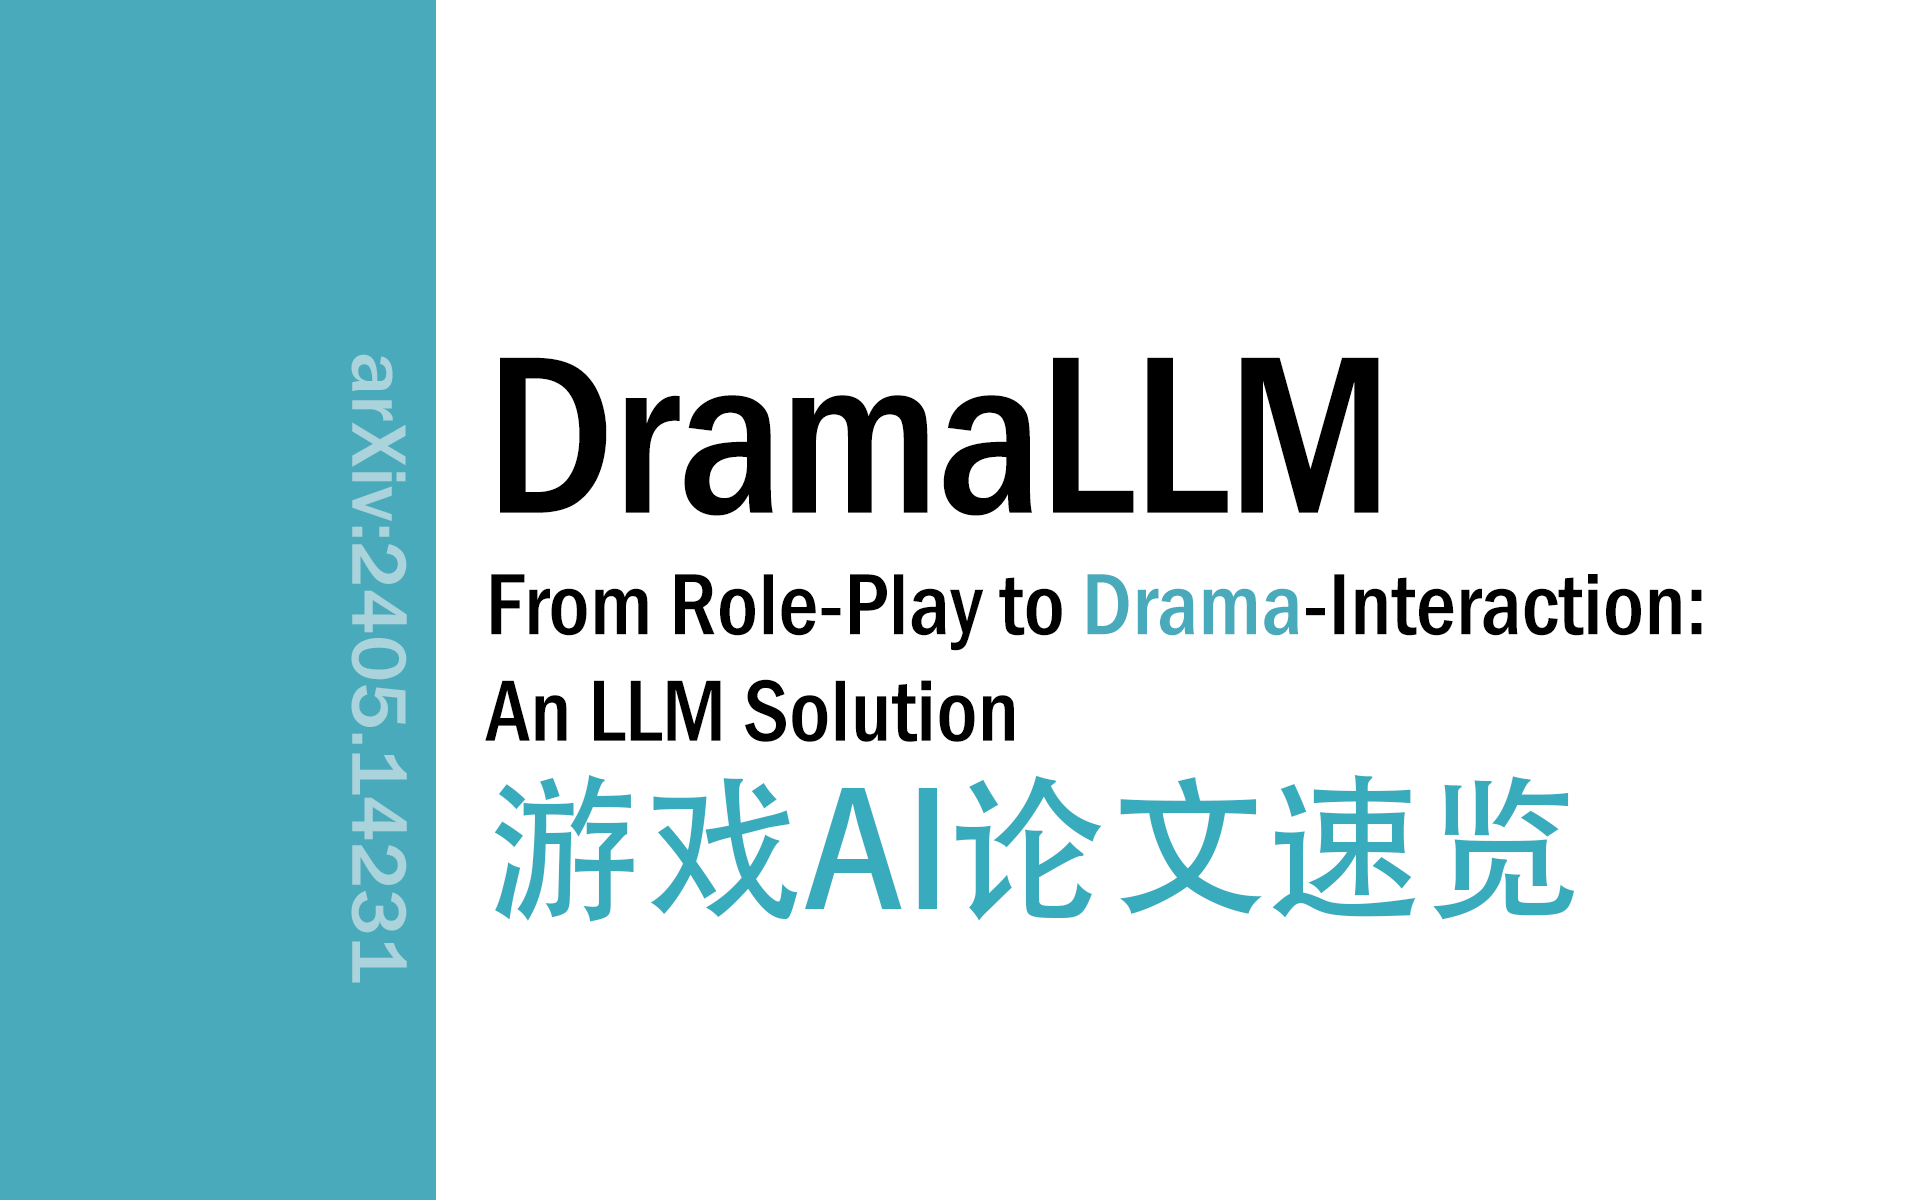 arXiv:2405.14231
DramaLLM
From Role-Play to Drama-Interaction:
An LLM Solution
游戏AI论文速览